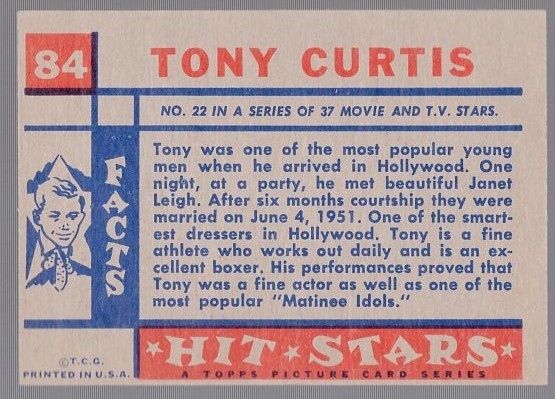 84 TONY CURTIS
NO. 22 IN A SERIES OF 37 MOVIE AND T.V. STARS.
FACTS
Tony was one of the most popular young
men when he arrived in Hollywood. One
night, at a party, he met beautiful Janet
Leigh. After six months courtship they were
married on June 4, 1951. One of the smart-
est dressers in Hollywood. Tony is a fine
athlete who works out daily and is an ex-
cellent boxer. His performances proved that
Tony was a fine actor as well as one of the
most popular "Matinee Idols."
©T.C.G.
PRINTED IN U.S.A.
HIT STARS
A TOPPS PICTURE CARD SERIES